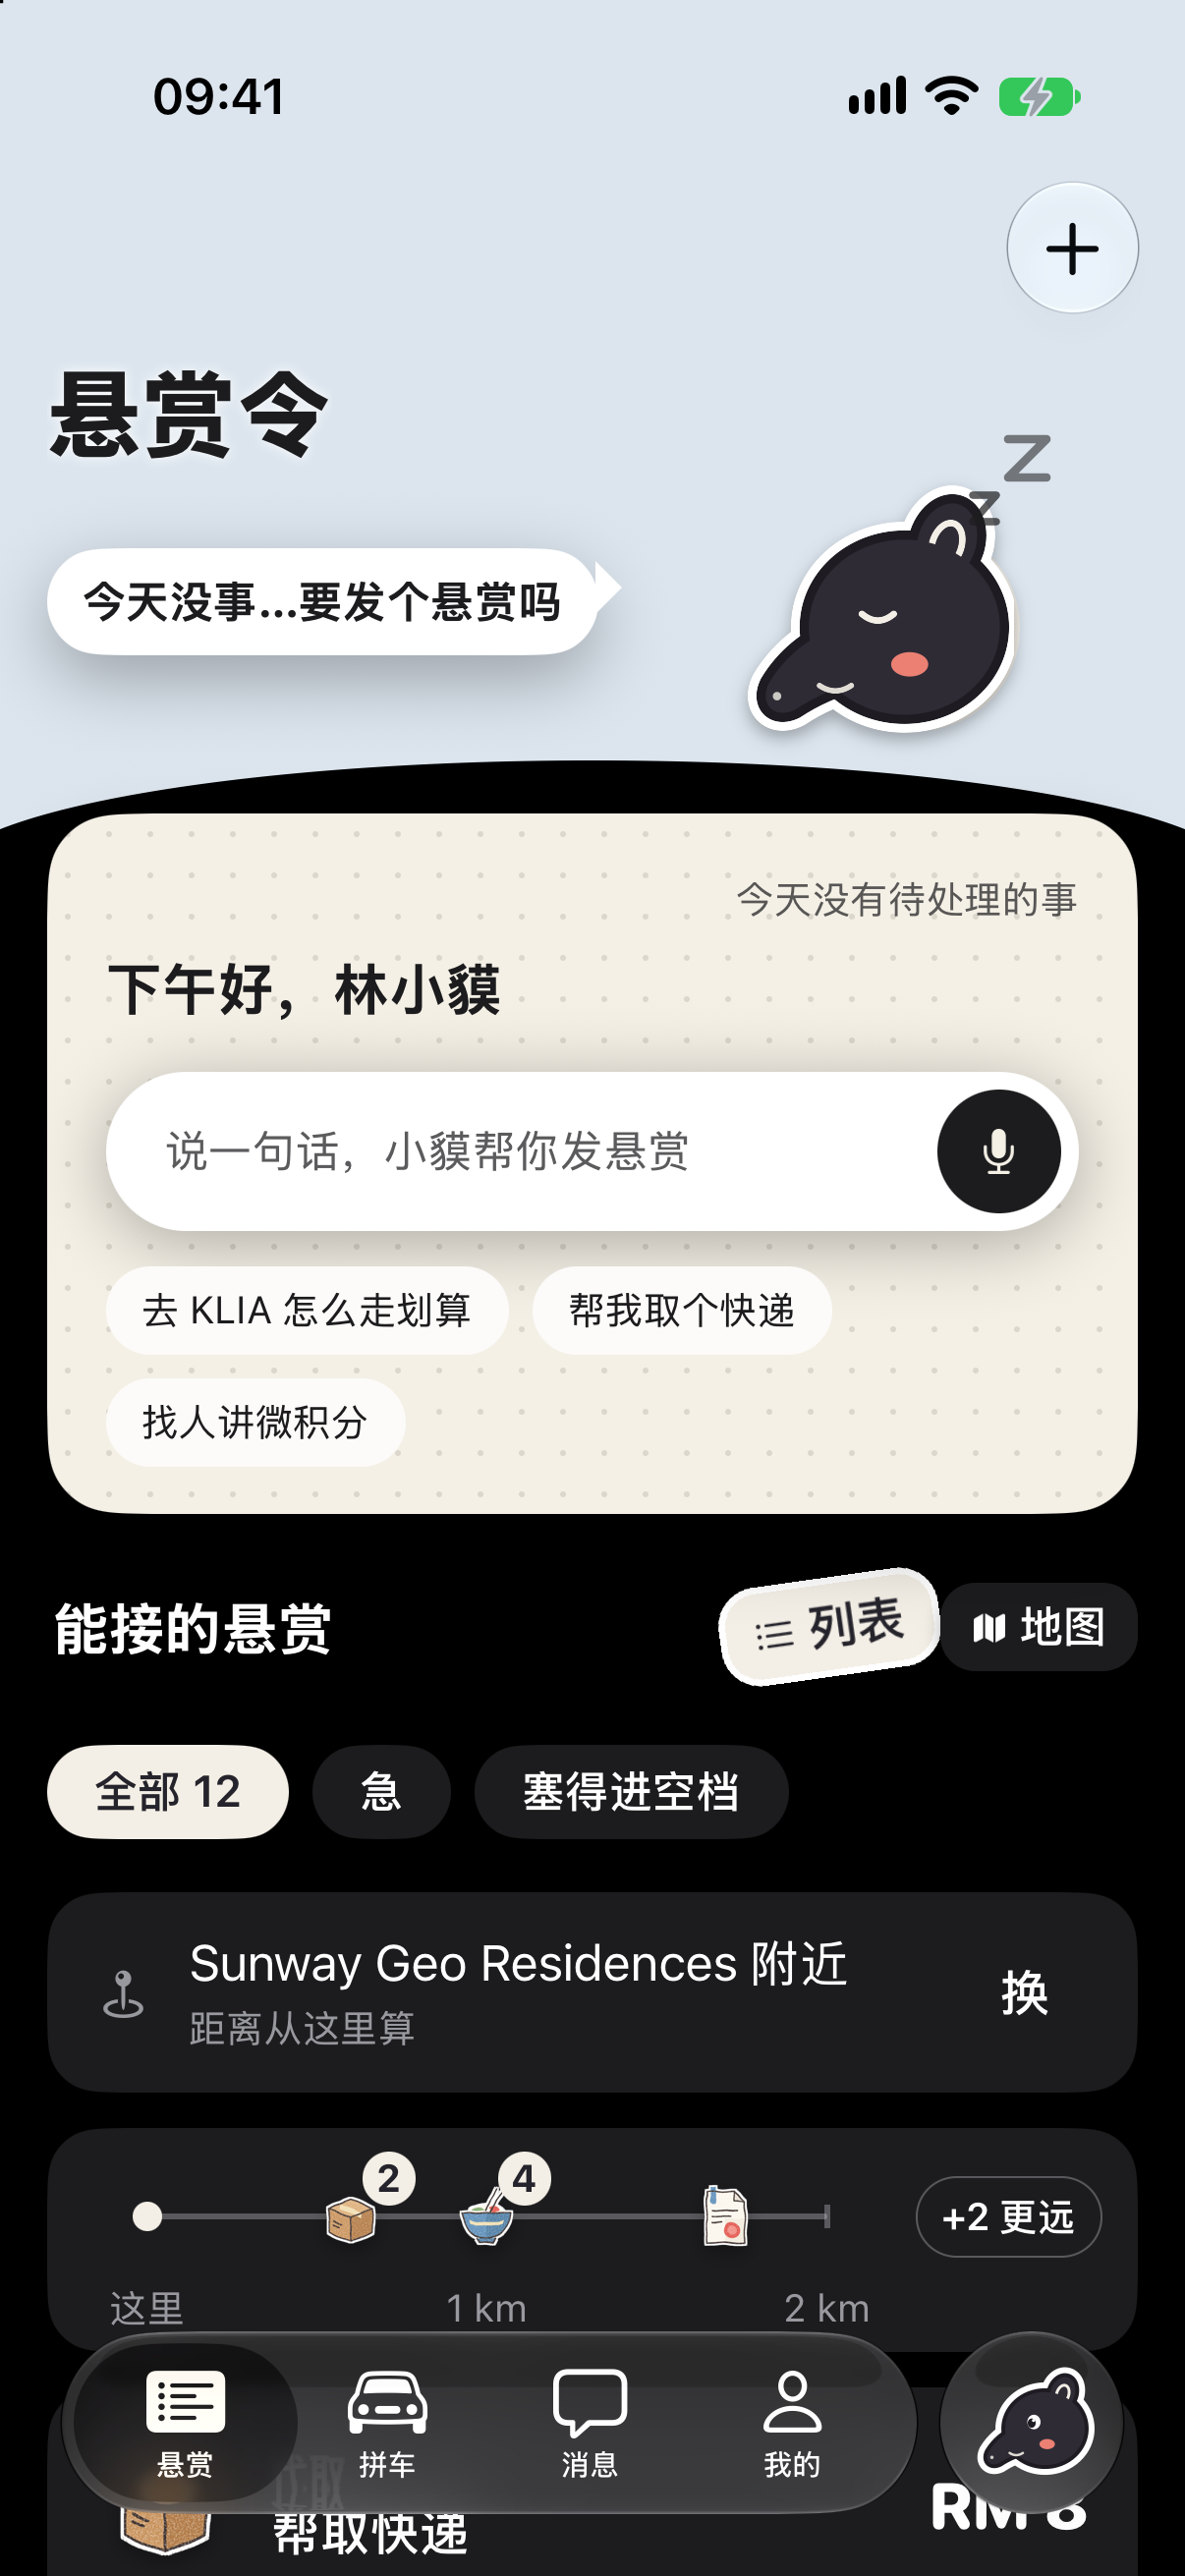 09:41
悬赏令
z
z
今天没事...要发个悬赏吗
今天没有待处理的事
下午好，林小貘
说一句话，小貘帮你发悬赏
去 KLIA 怎么走划算
帮我取个快递
找人讲微积分
能接的悬赏
列表
地图
全部 12
急
塞得进空档
Sunway Geo Residences 附近
距离从这里算
换
2
4
+2 更远
这里
1 km
2 km
悬赏
拼车
消息
我的
帮取快递
RM 8